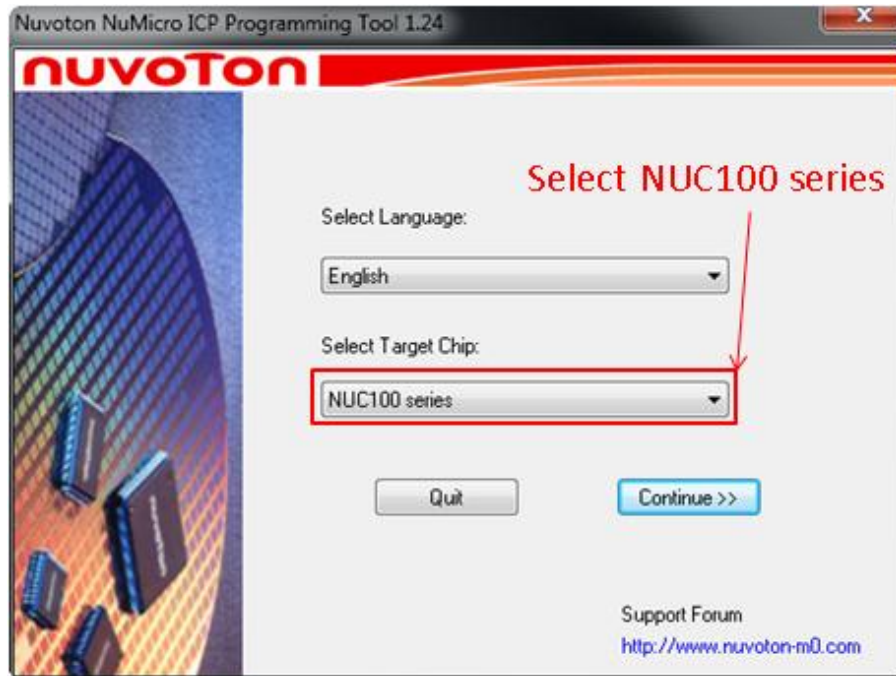 Nuvoton NuMicro ICP Programming Tool 1.24
nuvoTon
Select NUC100 series
Select Language:
English
Select Target Chip:
NUC100 series
Quit
Continue >>
Support Forum
http://www.nuvoton-m0.com